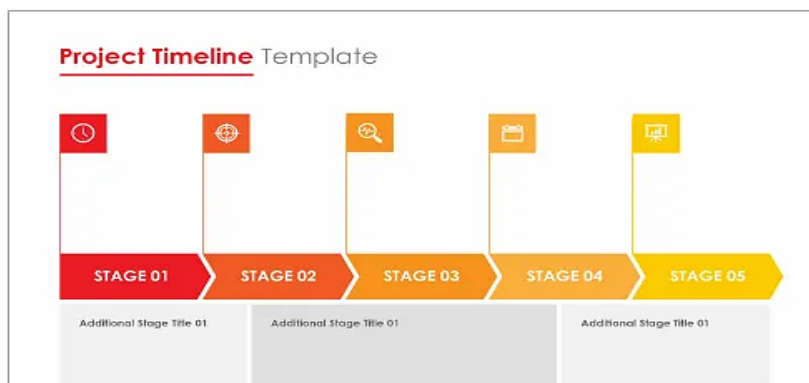 Project Timeline Template
STAGE 01 STAGE 02 STAGE 03 STAGE 04 STAGE 05
Additional Stage Title 01 Additional Stage Title 01 Additional Stage Title 01